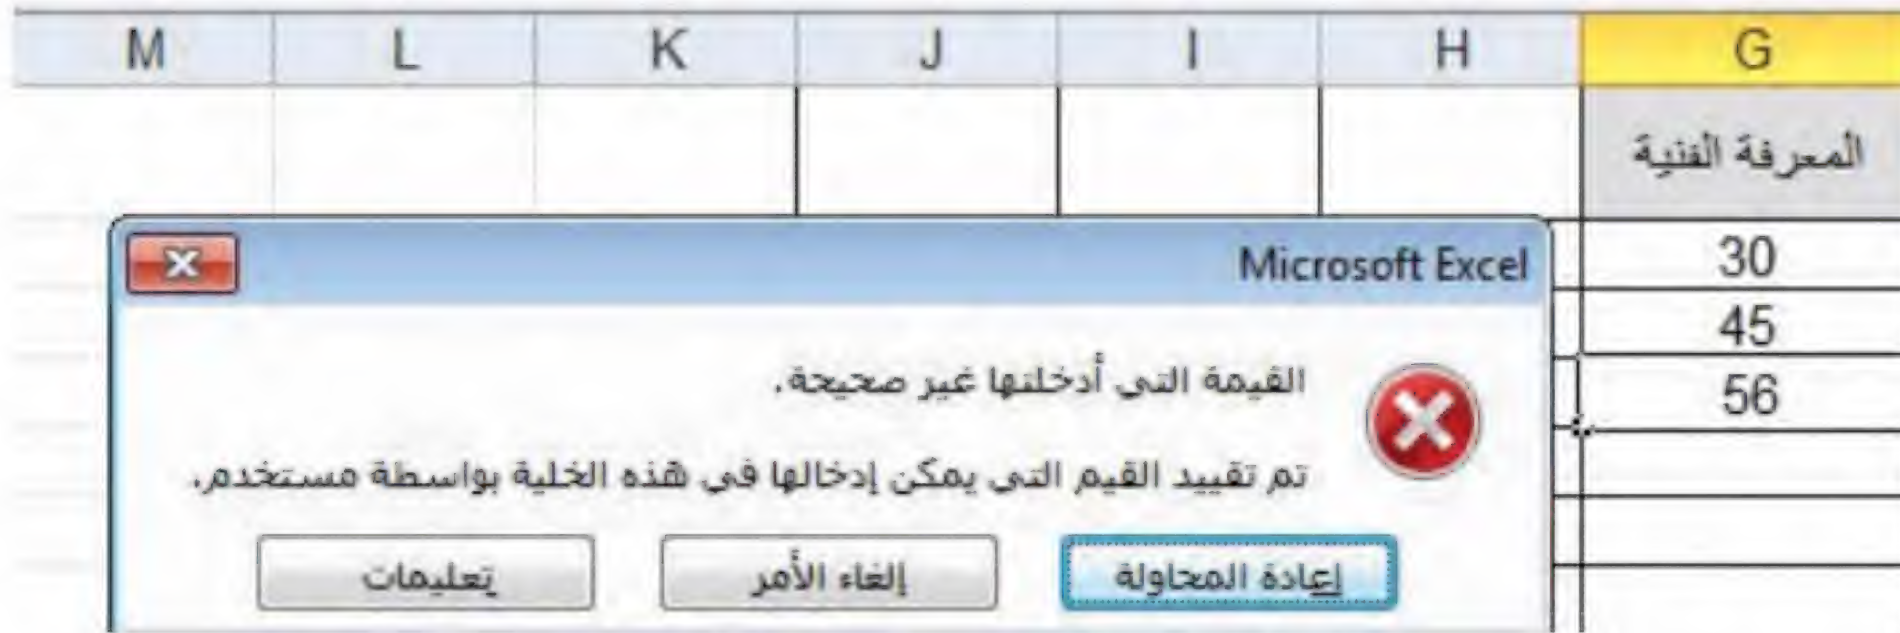 G H I J K L M
المعرفة الفنية
30
45
56
Microsoft Excel
القيمة التي أدخلتها غير صحيحة.
تم تقييد القيم التي يمكن إدخالها في هذه الخلية بواسطة مستخدم.
إعادة المحاولة إلغاء الأمر تعليمات